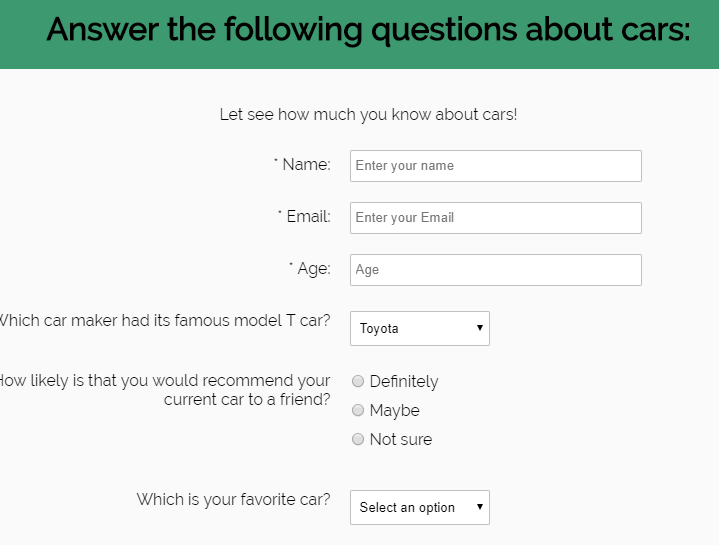 Answer the following questions about cars:
Let see how much you know about cars!
* Name:
Enter your name
* Email:
Enter your Email
* Age:
Age
Which car maker had its famous model T car?
Toyota
How likely is that you would recommend your
current car to a friend?
Definitely
Maybe
Not sure
Which is your favorite car?
Select an option